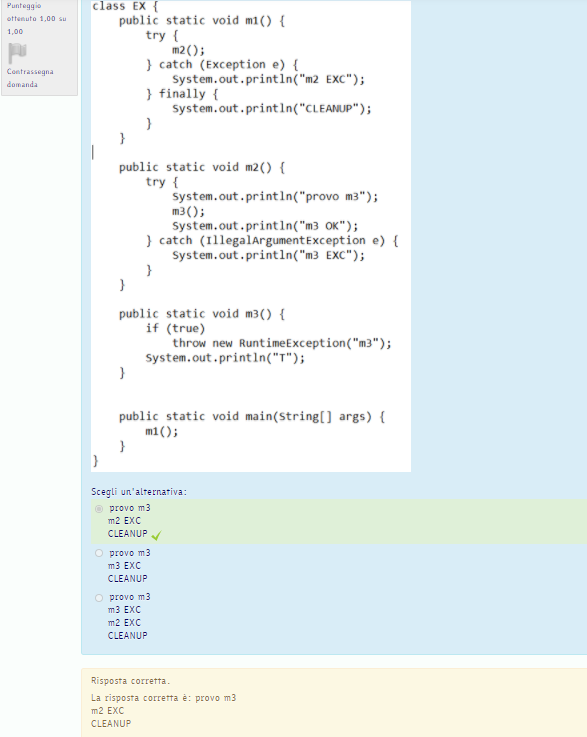 Punteggio
ottenuto 1,00 su
1,00
Contrassegna
domanda
class EX {
    public static void m1() {
        try {
            m2();
        } catch (Exception e) {
            System.out.println("m2 EXC");
        } finally {
            System.out.println("CLEANUP");
        }
    }
    public static void m2() {
        try {
            System.out.println("provo m3");
            m3();
            System.out.println("m3 OK");
        } catch (IllegalArgumentException e) {
            System.out.println("m3 EXC");
        }
    }
    public static void m3() {
        if (true)
            throw new RuntimeException("m3");
        System.out.println("T");
    }
    public static void main(String[] args) {
        m1();
    }
}
Scegli un'alternativa:
provo m3
m2 EXC
CLEANUP
provo m3
m3 EXC
CLEANUP
provo m3
m3 EXC
m2 EXC
CLEANUP
Risposta corretta.
La risposta corretta è: provo m3
m2 EXC
CLEANUP